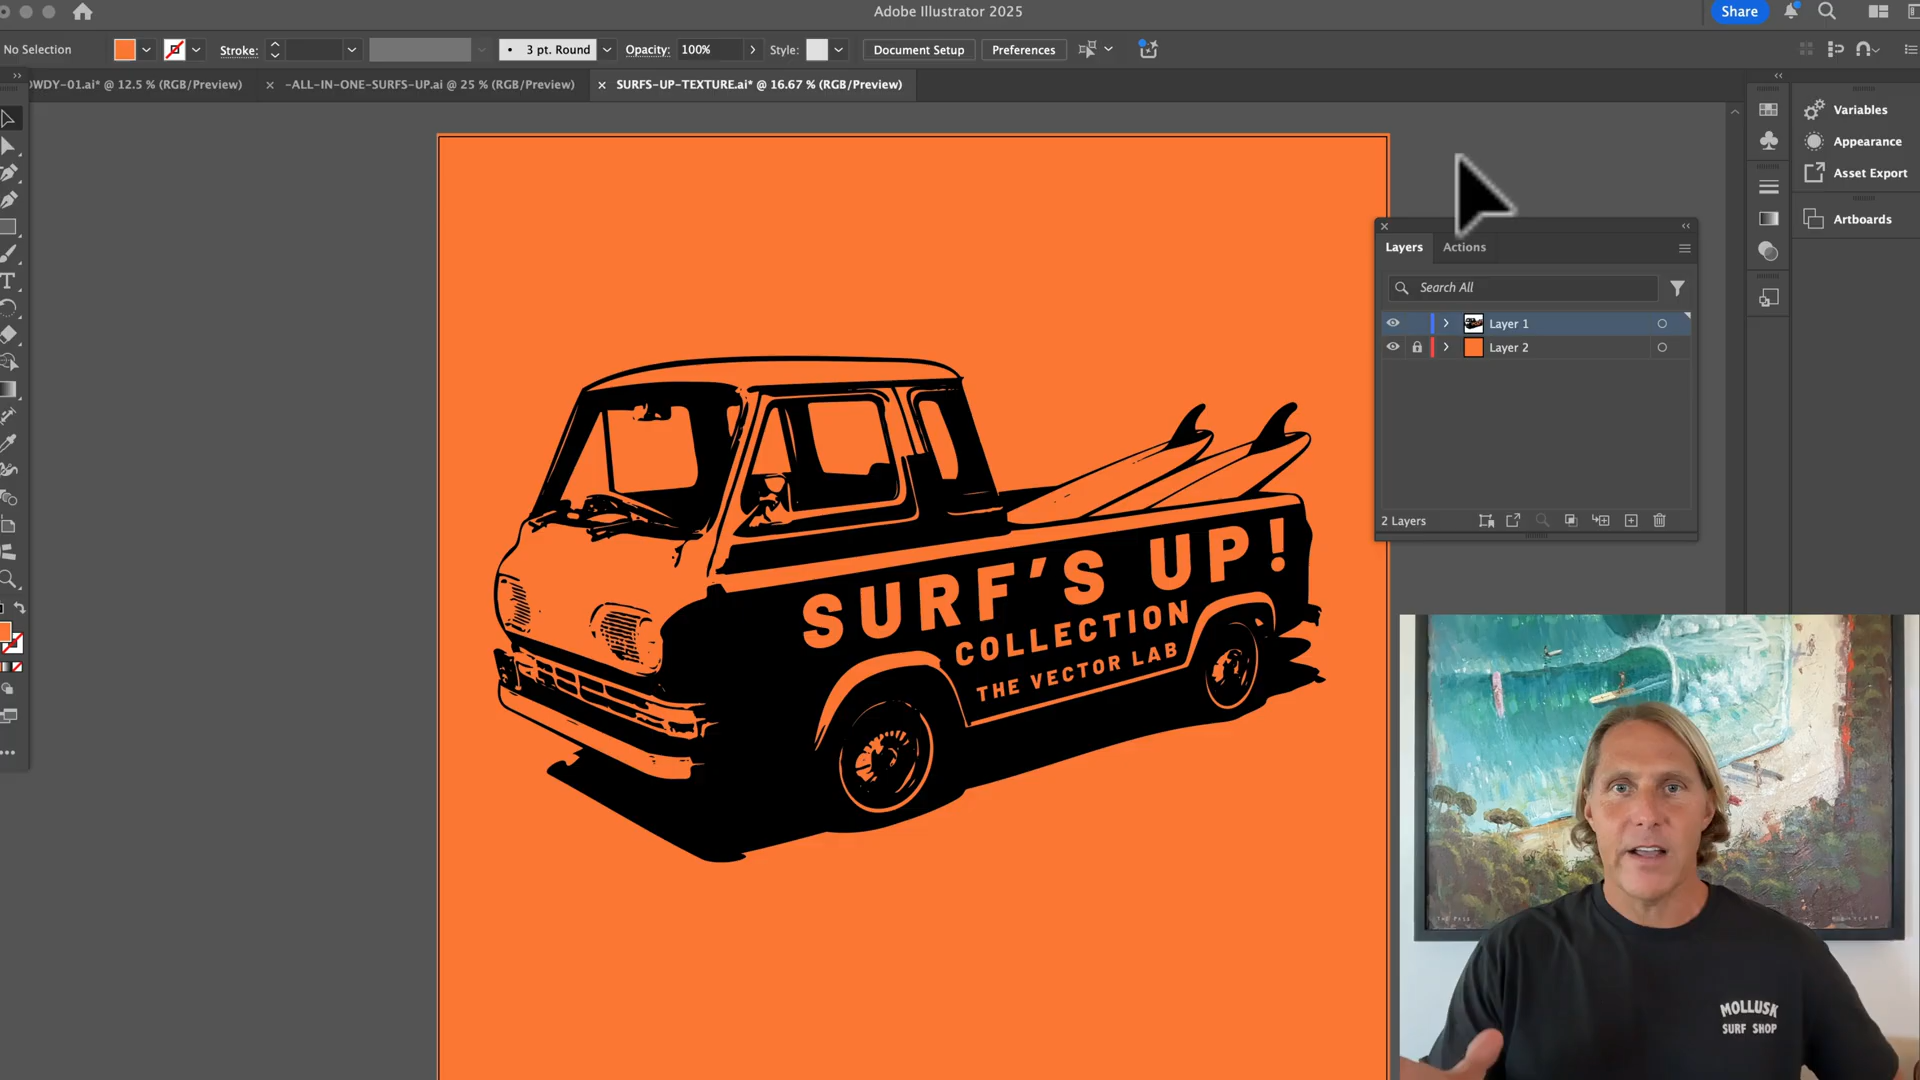 Adobe Illustrator 2025
Share
No Selection
Stroke:
3 pt. Round
Opacity:
100%
Style:
Document Setup
Preferences
OWDY-01.ai* @ 12.5 % (RGB/Preview)
-ALL-IN-ONE-SURFS-UP.ai @ 25 % (RGB/Preview)
SURFS-UP-TEXTURE.ai* @ 16.67 % (RGB/Preview)
Variables
Appearance
Asset Export
Artboards
Layers
Actions
Search All
Layer 1
Layer 2
2 Layers
SURF'S UP!
COLLECTION
THE VECTOR LAB
MOLLUSK
SURF SHOP